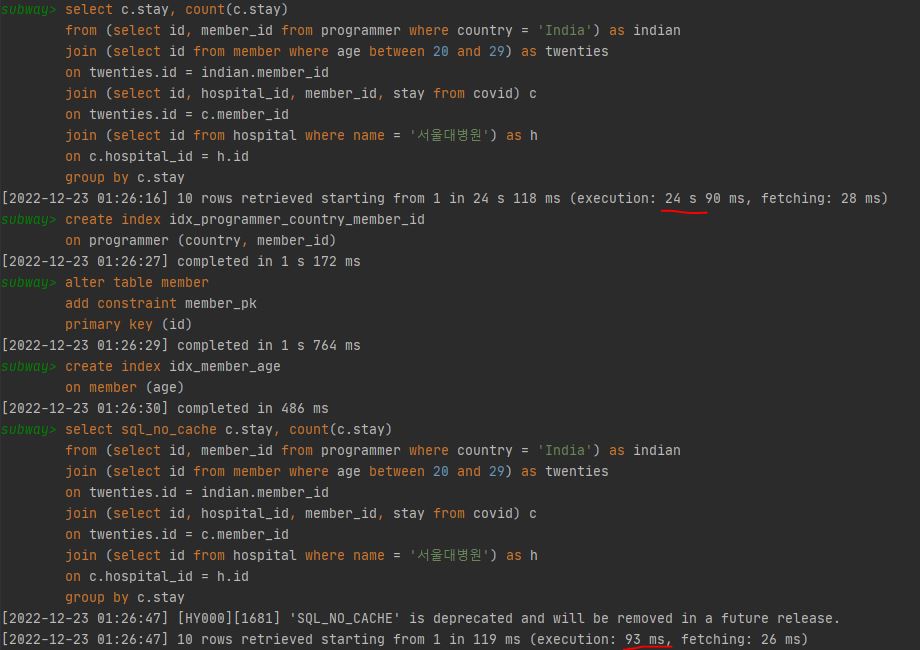 subway> select c.stay, count(c.stay)
from (select id, member_id from programmer where country = 'India') as indian
join (select id from member where age between 20 and 29) as twenties
on twenties.id = indian.member_id
join (select id, hospital_id, member_id, stay from covid) c
on twenties.id = c.member_id
join (select id from hospital where name = '서울대병원') as h
on c.hospital_id = h.id
group by c.stay
[2022-12-23 01:26:16] 10 rows retrieved starting from 1 in 24 s 118 ms (execution: 24 s 90 ms, fetching: 28 ms)
subway> create index idx_programmer_country_member_id
on programmer (country, member_id)
[2022-12-23 01:26:27] completed in 1 s 172 ms
subway> alter table member
add constraint member_pk
primary key (id)
[2022-12-23 01:26:29] completed in 1 s 764 ms
subway> create index idx_member_age
on member (age)
[2022-12-23 01:26:30] completed in 486 ms
subway> select sql_no_cache c.stay, count(c.stay)
from (select id, member_id from programmer where country = 'India') as indian
join (select id from member where age between 20 and 29) as twenties
on twenties.id = indian.member_id
join (select id, hospital_id, member_id, stay from covid) c
on twenties.id = c.member_id
join (select id from hospital where name = '서울대병원') as h
on c.hospital_id = h.id
group by c.stay
[2022-12-23 01:26:47] [HY000][1681] 'SQL_NO_CACHE' is deprecated and will be removed in a future release.
[2022-12-23 01:26:47] 10 rows retrieved starting from 1 in 119 ms (execution: 93 ms, fetching: 26 ms)